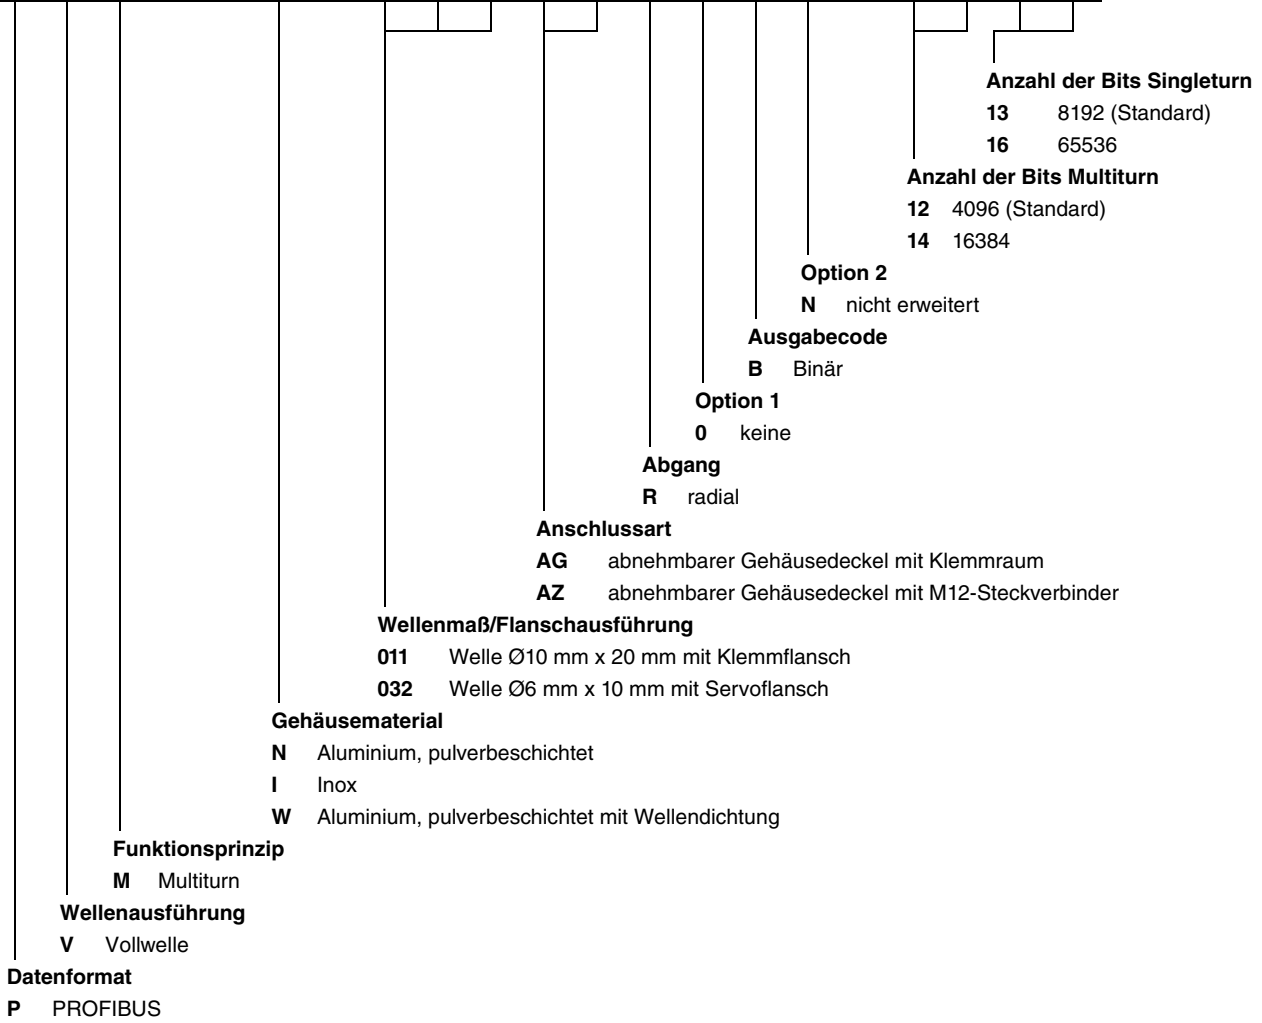 Anzahl der Bits Singleturn
13 8192 (Standard)
16 65536
Anzahl der Bits Multiturn
12 4096 (Standard)
14 16384
Option 2
N nicht erweitert
Ausgabecode
B Binär
Option 1
0 keine
Abgang
R radial
Anschlussart
AG abnehmbarer Gehäusedeckel mit Klemmraum
AZ abnehmbarer Gehäusedeckel mit M12-Steckverbinder
Wellenmaß/Flanschausführung
011 Welle Ø10 mm x 20 mm mit Klemmflansch
032 Welle Ø6 mm x 10 mm mit Servoflansch
Gehäusematerial
N Aluminium, pulverbeschichtet
I Inox
W Aluminium, pulverbeschichtet mit Wellendichtung
Funktionsprinzip
M Multiturn
Wellenausführung
V Vollwelle
Datenformat
P PROFIBUS